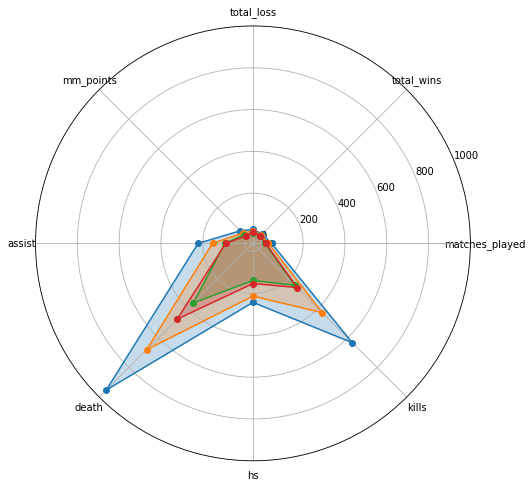 total_loss
mm_points
total_wins
1000
800
600
400
200
assist
matches_played
death
kills
hs